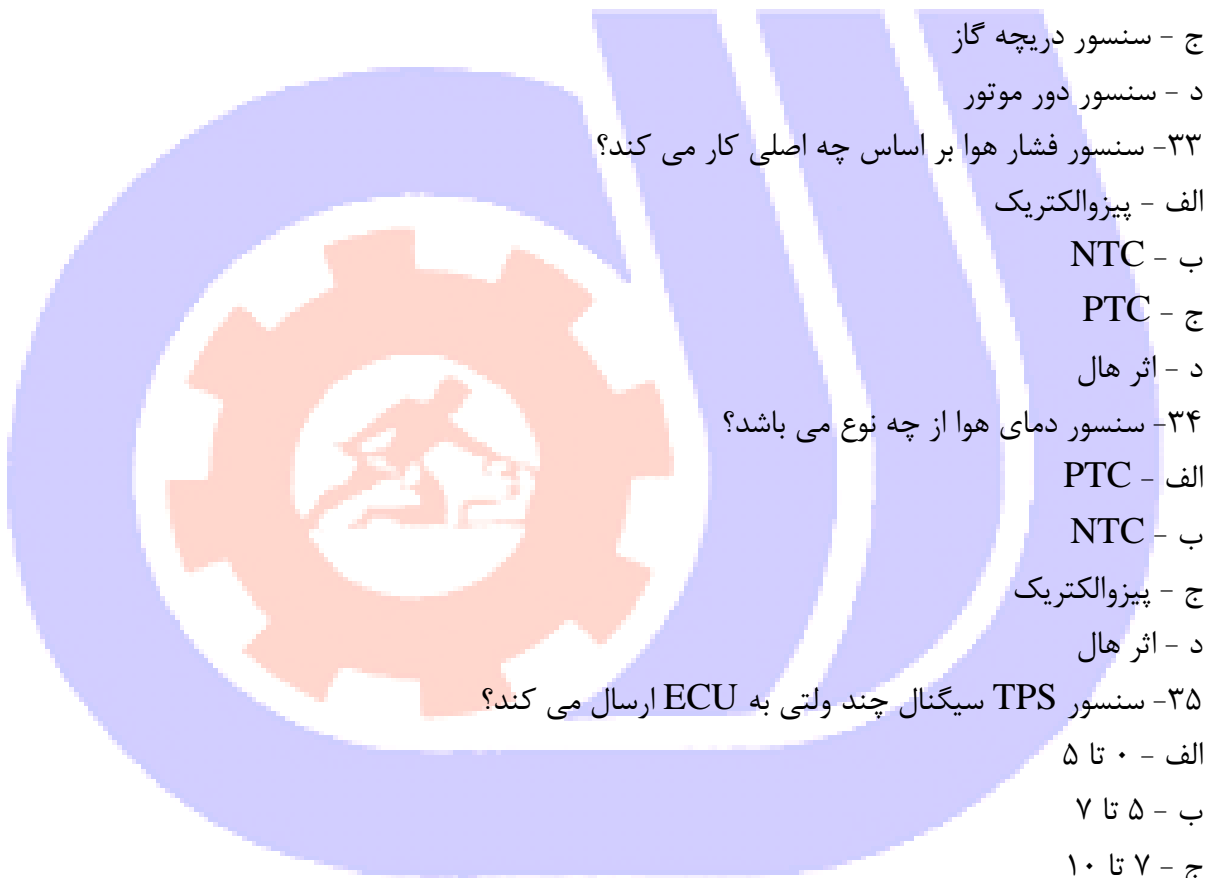 ج - سنسور دریچه گاز
د - سنسور دور موتور
۳۳- سنسور فشار هوا بر اساس چه اصلی کار می کند؟
الف - پیزوالکتریک
ب - NTC
ج - PTC
د - اثر هال
۳۴- سنسور دمای هوا از چه نوع می باشد؟
الف - PTC
ب - NTC
ج - پیزوالکتریک
د - اثر هال
۳۵- سنسور TPS سیگنال چند ولتی به ECU ارسال می کند؟
الف - ۰ تا ۵
ب - ۵ تا ۷
ج - ۷ تا ۱۰